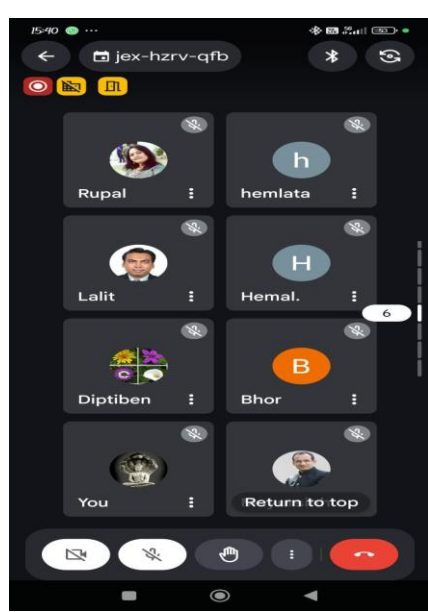 15:40
jex-hzrv-qfb
Rupal
h
hemlata
Lalit
H
Hemal.
6
Diptiben
B
Bhor
You
Return to top